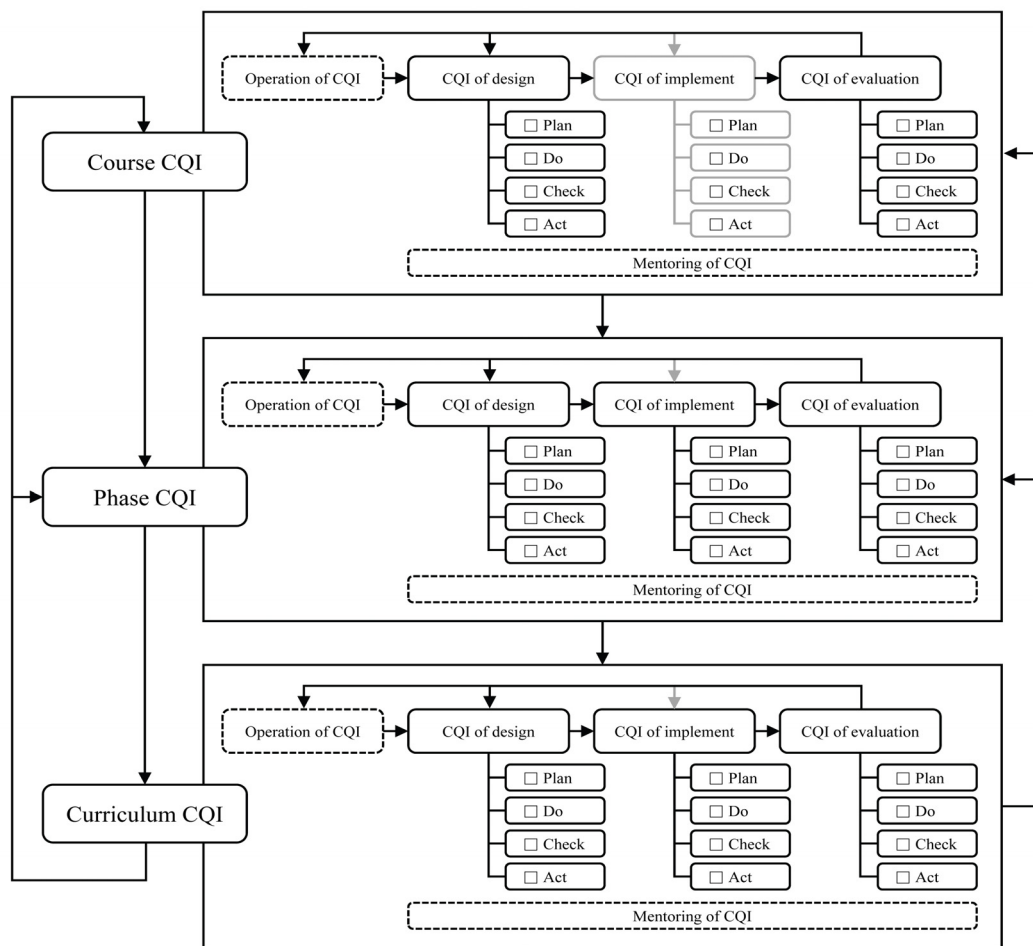 Course CQI
Operation of CQI
CQI of design
CQI of implement
CQI of evaluation
□ Plan
□ Plan
□ Plan
□ Do
□ Do
□ Do
□ Check
□ Check
□ Check
□ Act
□ Act
□ Act
Mentoring of CQI
Phase CQI
Operation of CQI
CQI of design
CQI of implement
CQI of evaluation
□ Plan
□ Plan
□ Plan
□ Do
□ Do
□ Do
□ Check
□ Check
□ Check
□ Act
□ Act
□ Act
Mentoring of CQI
Curriculum CQI
Operation of CQI
CQI of design
CQI of implement
CQI of evaluation
□ Plan
□ Plan
□ Plan
□ Do
□ Do
□ Do
□ Check
□ Check
□ Check
□ Act
□ Act
□ Act
Mentoring of CQI